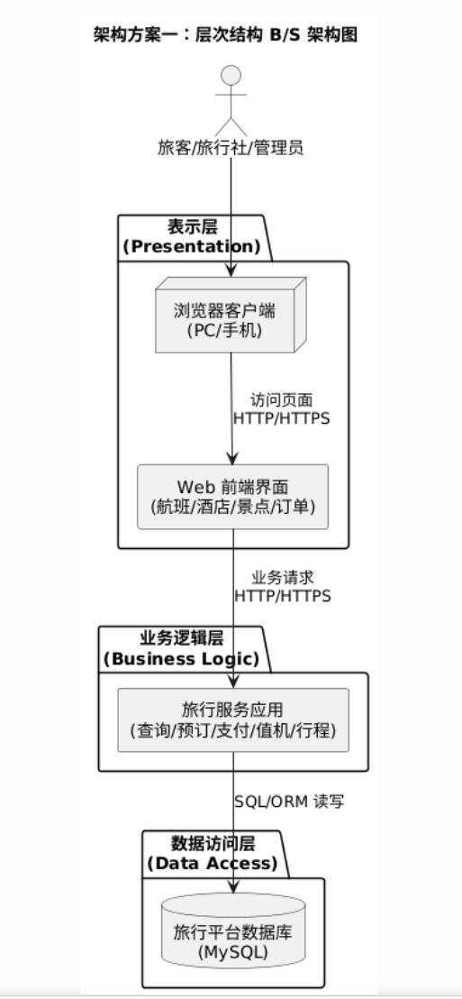 架构方案一：层次结构 B/S 架构图
旅客/旅行社/管理员
表示层
(Presentation)
浏览器客户端
(PC/手机)
访问页面
HTTP/HTTPS
Web 前端界面
(航班/酒店/景点/订单)
业务请求
HTTP/HTTPS
业务逻辑层
(Business Logic)
旅行服务应用
(查询/预订/支付/值机/行程)
SQL/ORM 读写
数据访问层
(Data Access)
旅行平台数据库
(MySQL)